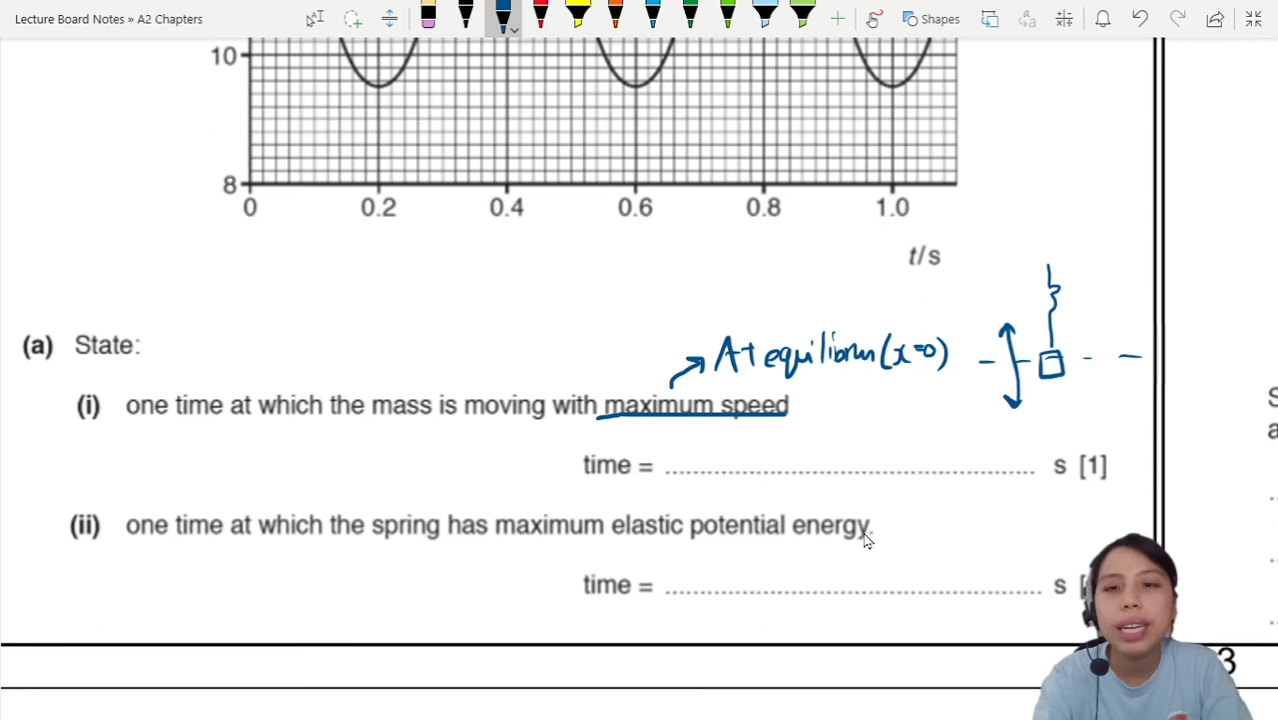 Lecture Board Notes » A2 Chapters
Shapes
10
8
0 0.2 0.4 0.6 0.8 1.0
t/s
(a) State:
At equilibrium (x=0)
(i) one time at which the mass is moving with maximum speed
time = .................................................... s [1]
(ii) one time at which the spring has maximum elastic potential energy.
time = .................................................... s [
3
S
a